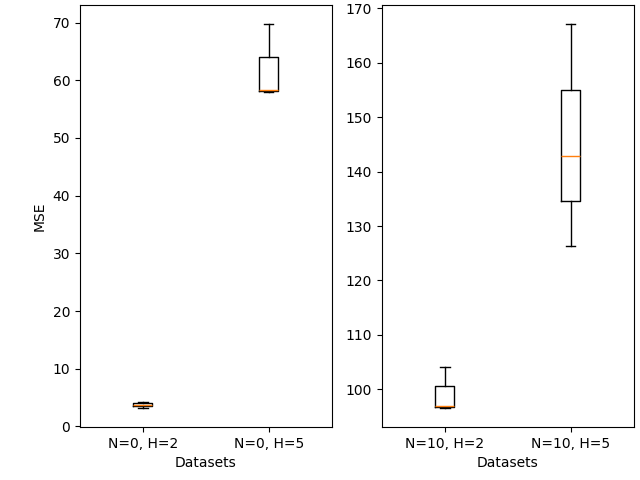 70
60
50
40
30
20
10
0
MSE
N=0, H=2
N=0, H=5
Datasets
170
160
150
140
130
120
110
100
N=10, H=2
N=10, H=5
Datasets